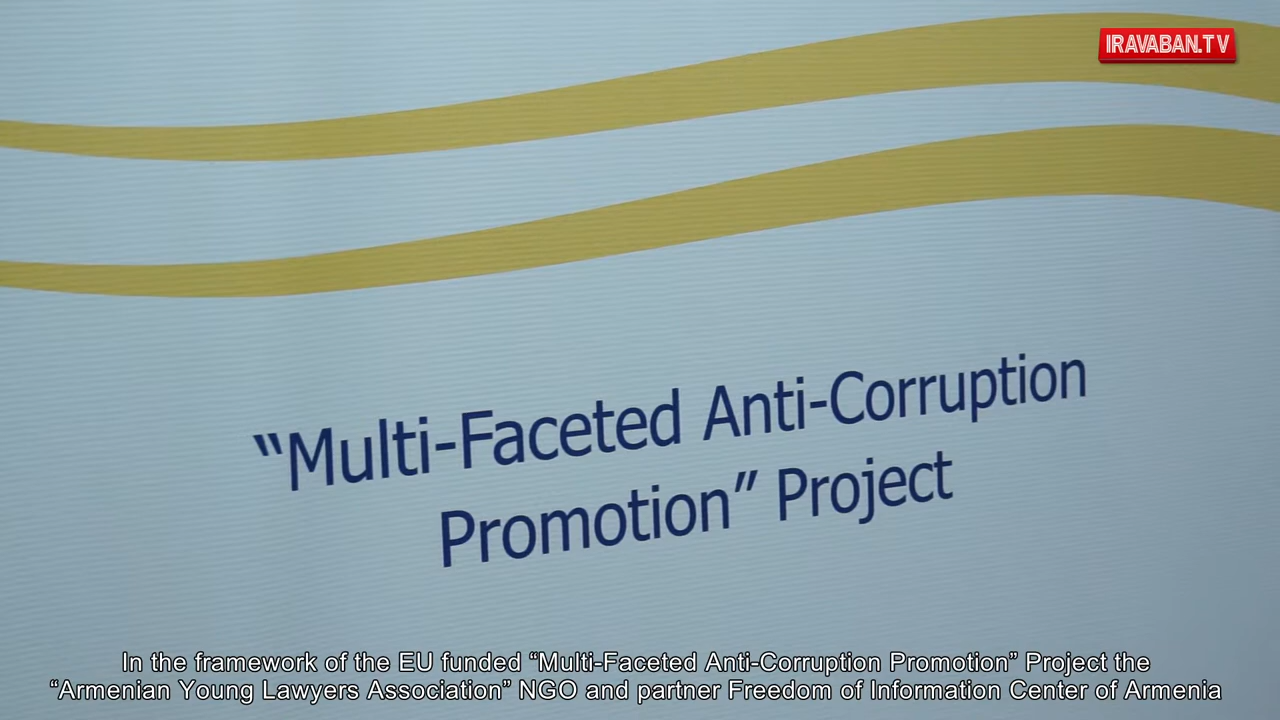 IRAVABAN.TV
“Multi-Faceted Anti-Corruption
Promotion” Project
In the framework of the EU funded “Multi-Faceted Anti-Corruption Promotion” Project the
“Armenian Young Lawyers Association” NGO and partner Freedom of Information Center of Armenia